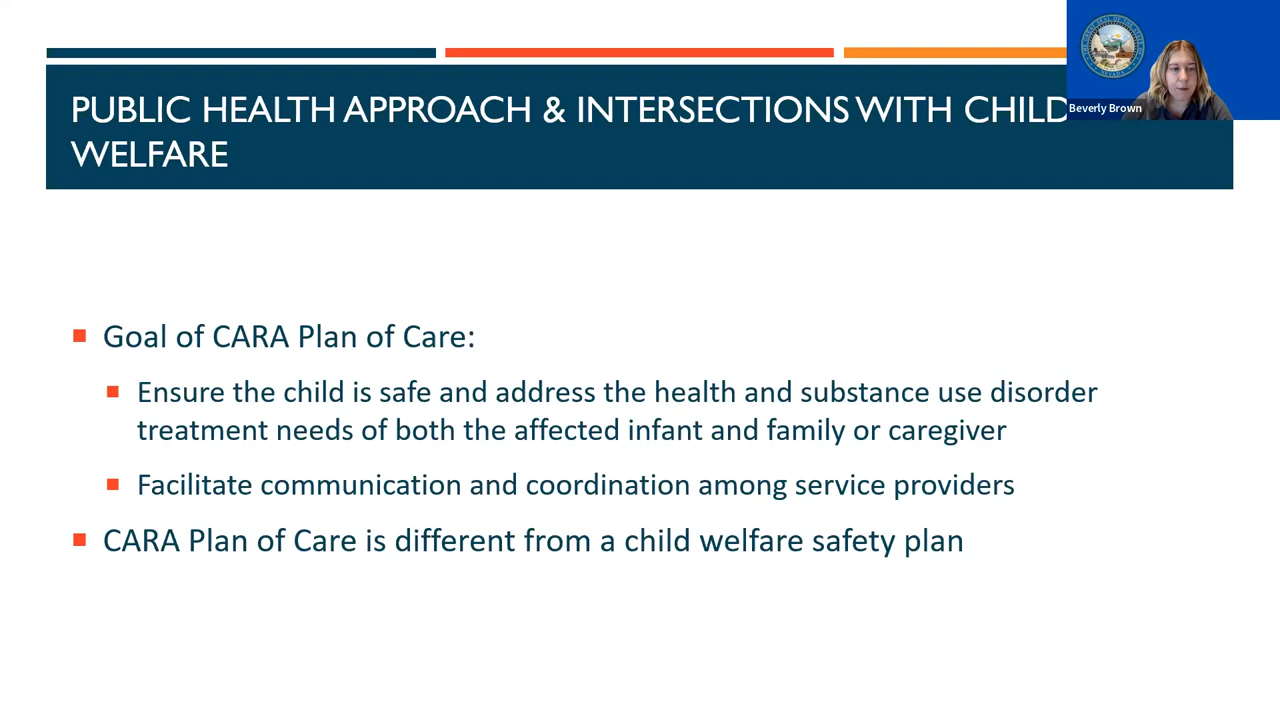 PUBLIC HEALTH APPROACH & INTERSECTIONS WITH CHILD
WELFARE
Beverly Brown
Goal of CARA Plan of Care:
Ensure the child is safe and address the health and substance use disorder
treatment needs of both the affected infant and family or caregiver
Facilitate communication and coordination among service providers
CARA Plan of Care is different from a child welfare safety plan